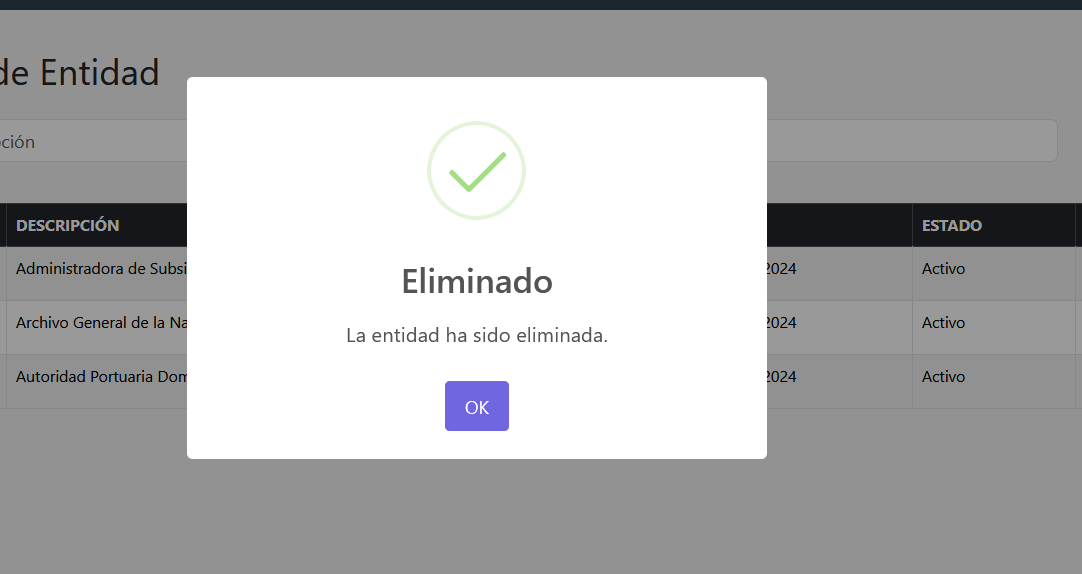 de Entidad
ción
DESCRIPCIÓN ESTADO
Administradora de Subsi 2024 Activo
Archivo General de la Na 2024 Activo
Autoridad Portuaria Dom 2024 Activo
Eliminado
La entidad ha sido eliminada.
OK